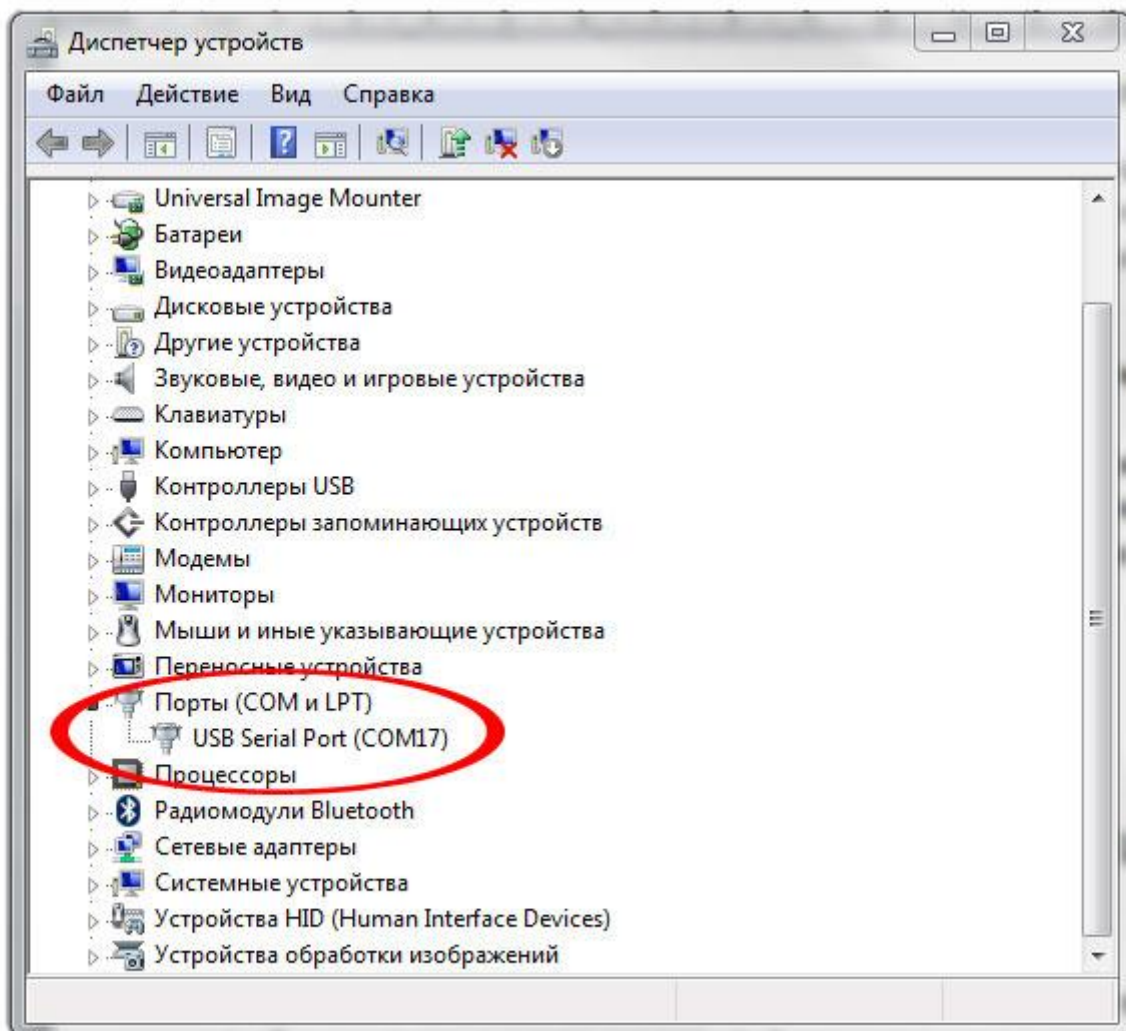 Диспетчер устройств
Файл Действие Вид Справка
Universal Image Mounter
Батареи
Видеоадаптеры
Дисковые устройства
Другие устройства
Звуковые, видео и игровые устройства
Клавиатуры
Компьютер
Контроллеры USB
Контроллеры запоминающих устройств
Модемы
Мониторы
Мыши и иные указывающие устройства
Переносные устройства
Порты (COM и LPT)
USB Serial Port (COM17)
Процессоры
Радиомодули Bluetooth
Сетевые адаптеры
Системные устройства
Устройства HID (Human Interface Devices)
Устройства обработки изображений